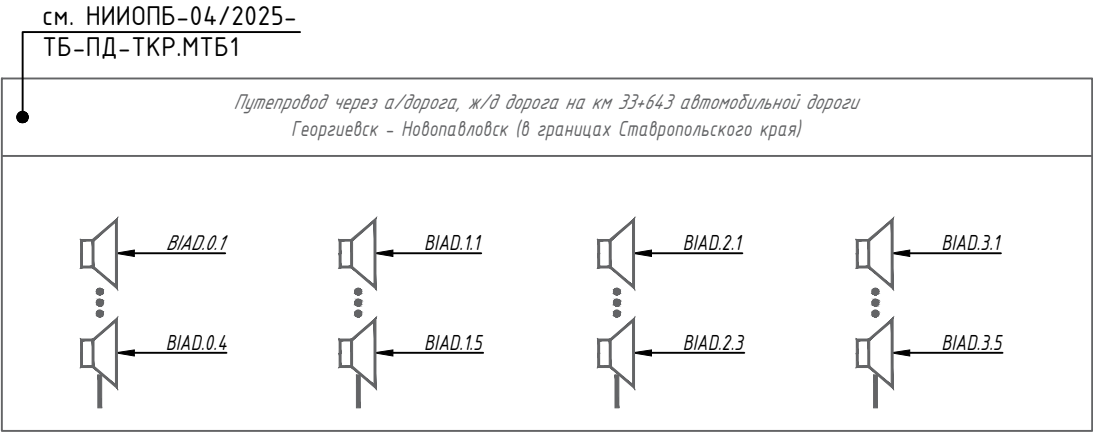 см. НИИОПБ-04/2025-
ТБ-ПД-ТКР.МТБ1
Путепровод через а/дорога, ж/д дорога на км 33+643 автомобильной дороги
Георгиевск - Новопавловск (в границах Ставропольского края)
BIAD.0.1
BIAD.1.1
BIAD.2.1
BIAD.3.1
BIAD.0.4
BIAD.1.5
BIAD.2.3
BIAD.3.5